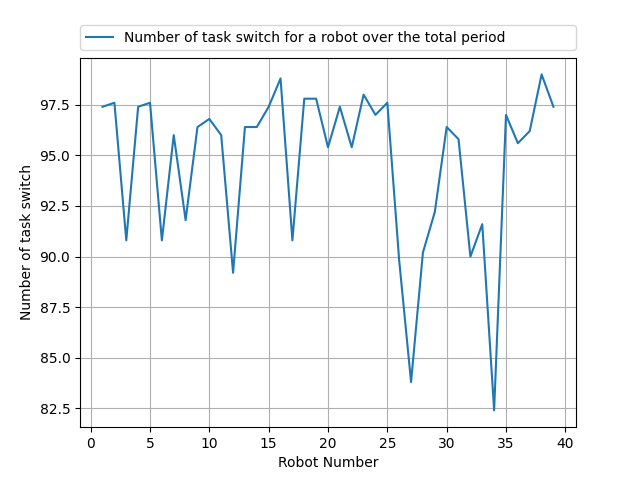 Number of task switch for a robot over the total period
97.5
95.0
92.5
90.0
87.5
85.0
82.5
Number of task switch
0 5 10 15 20 25 30 35 40
Robot Number